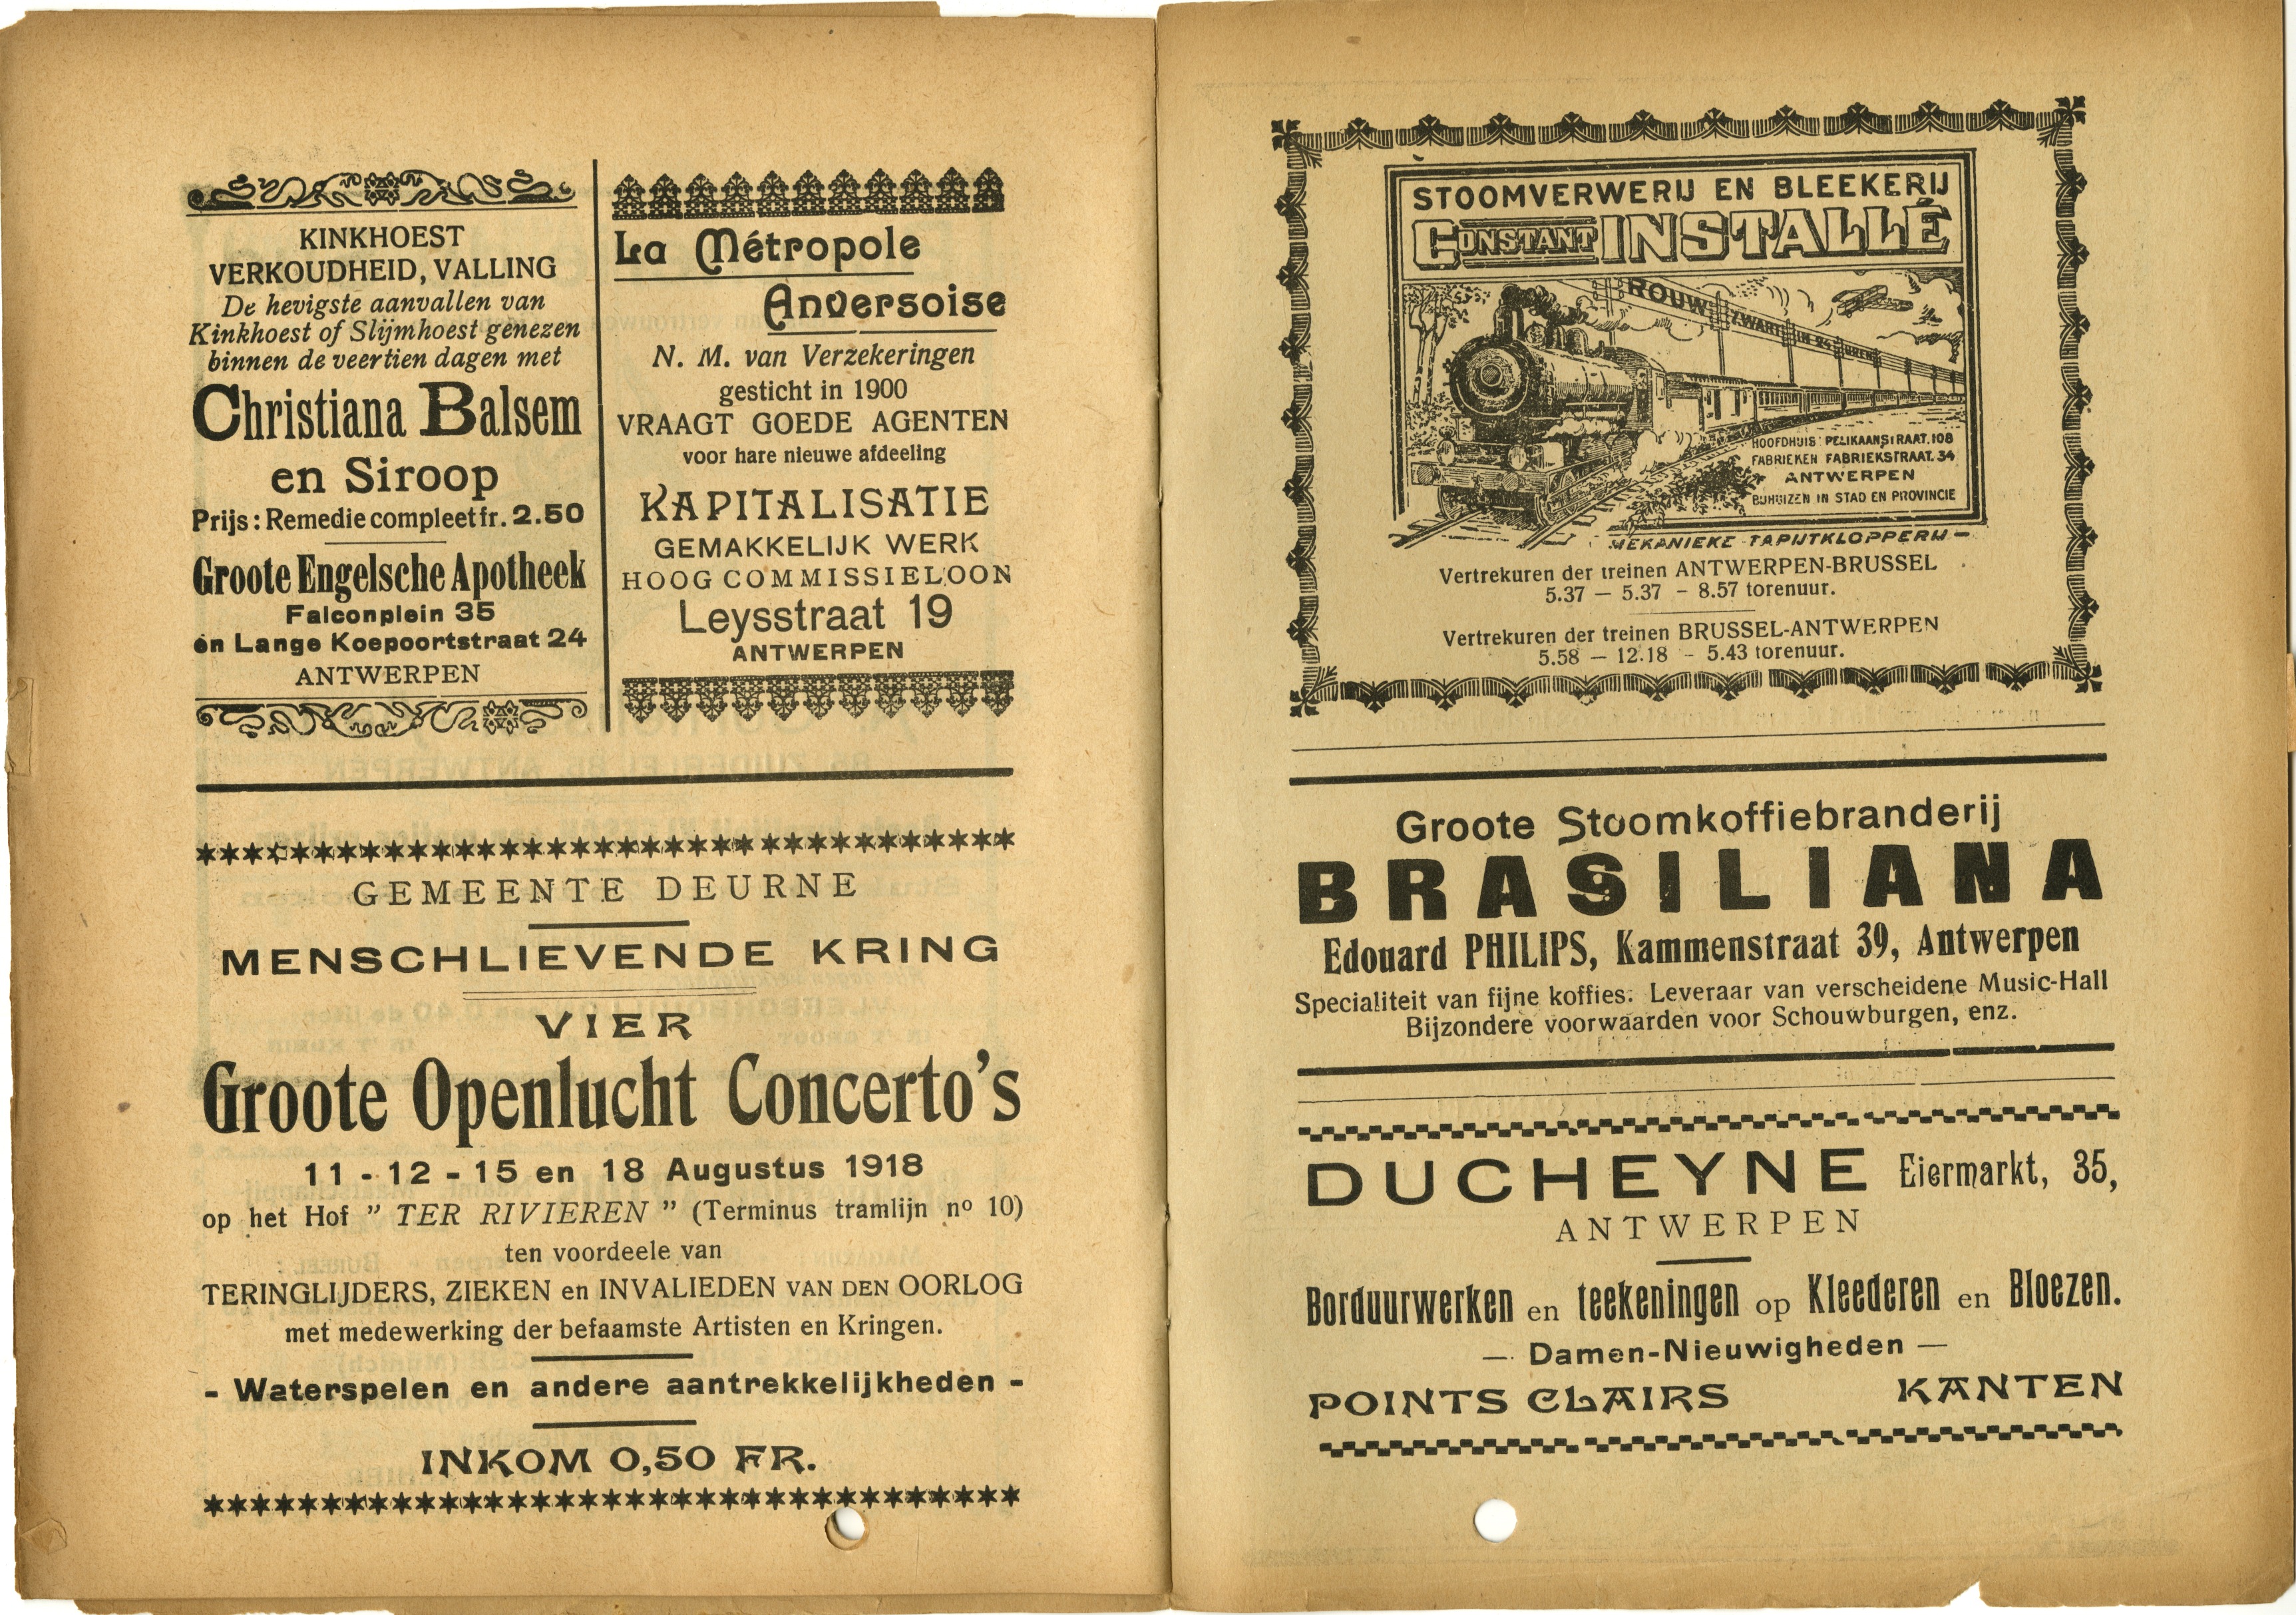 KINKHOEST
VERKOUDHEID, VALLING
De hevigste aanvallen van
Kinkhoest of Slijmhoest genezen
binnen de veertien dagen met
Christiana Balsem
en Siroop
Prijs : Remedie compleet fr. 2.50
Groote Engelsche Apotheek
Falconplein 35
en Lange Koepoortstraat 24
ANTWERPEN
La Métropole
Anversoise
N. M. van Verzekeringen
gesticht in 1900
VRAAGT GOEDE AGENTEN
voor hare nieuwe afdeeling
KAPITALISATIE
GEMAKKELIJK WERK
HOOG COMMISSIELOON
Leysstraat 19
ANTWERPEN
GEMEENTE DEURNE
MENSCHLIEVENDE KRING
VIER
Groote Openlucht Concerto's
11 - 12 - 15 en 18 Augustus 1918
op het Hof " TER RIVIEREN " (Terminus tramlijn nº 10)
ten voordeele van
TERINGLIJDERS, ZIEKEN en INVALIEDEN VAN DEN OORLOG
met medewerking der befaamste Artisten en Kringen.
- Waterspelen en andere aantrekkelijkheden -
INKOM 0,50 FR.
STOOMVERWERIJ EN BLEEKERIJ
CONSTANT INSTALLÉ
ROUW ZWART IN 24 UREN
HOOFDHUIS PELIKAANSTRAAT. 108
FABRIEKEN FABRIEKSTRAAT. 34
ANTWERPEN
BIJHUIZEN IN STAD EN PROVINCIE
MEKANIEKE TAPIJTKLOPPERIJ —
Vertrekuren der treinen ANTWERPEN-BRUSSEL
5.37 — 5.37 - 8.57 torenuur.
Vertrekuren der treinen BRUSSEL-ANTWERPEN
5.58 — 12.18 - 5.43 torenuur.
Groote Stoomkoffiebranderij
BRASILIANA
Edouard PHILIPS, Kammenstraat 39, Antwerpen
Specialiteit van fijne koffies. Leveraar van verscheidene Music-Hall
Bijzondere voorwaarden voor Schouwburgen, enz.
DUCHEYNE Eiermarkt, 35,
ANTWERPEN
Borduurwerken en teekeningen op Kleederen en Bloezen.
— Damen-Nieuwigheden —
POINTS CLAIRS KANTEN